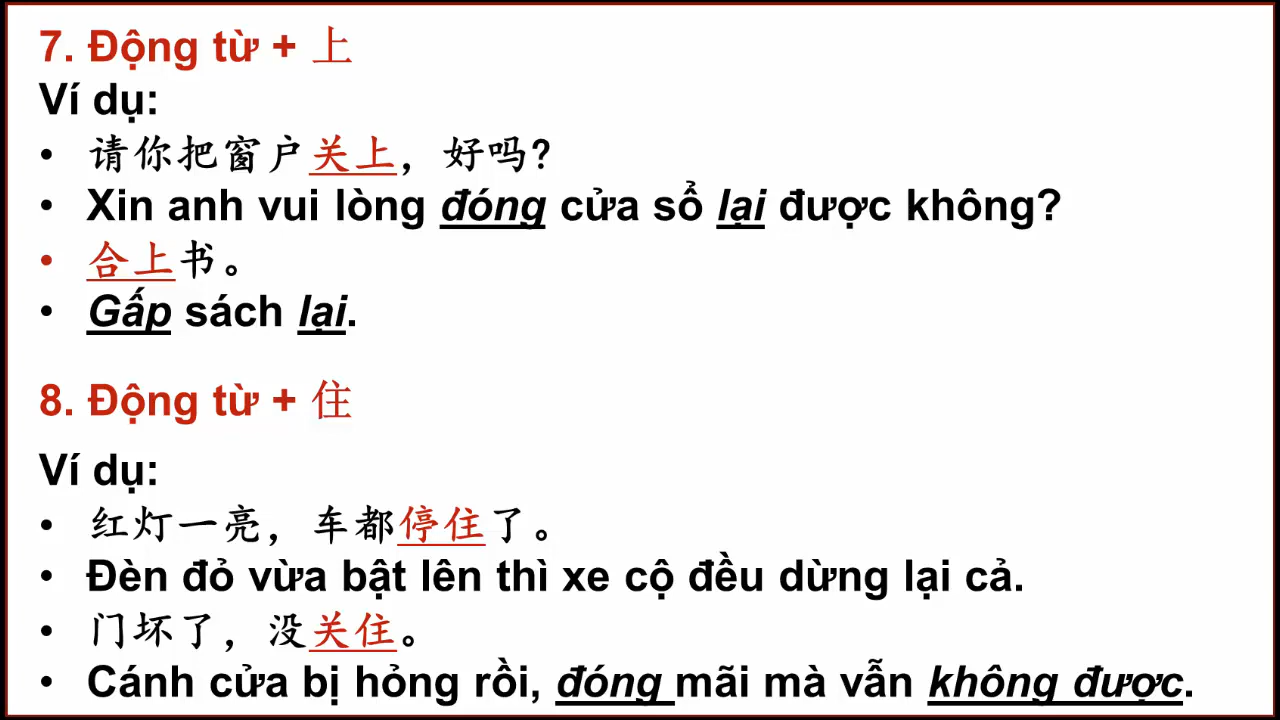 7. Động từ + 上
Ví dụ:
• 请你把窗户关上，好吗?
• Xin anh vui lòng đóng cửa sổ lại được không?
• 合上书。
• Gấp sách lại.
8. Động từ + 住
Ví dụ:
• 红灯一亮，车都停住了。
• Đèn đỏ vừa bật lên thì xe cộ đều dừng lại cả.
• 门坏了，没关住。
• Cánh cửa bị hỏng rồi, đóng mãi mà vẫn không được.